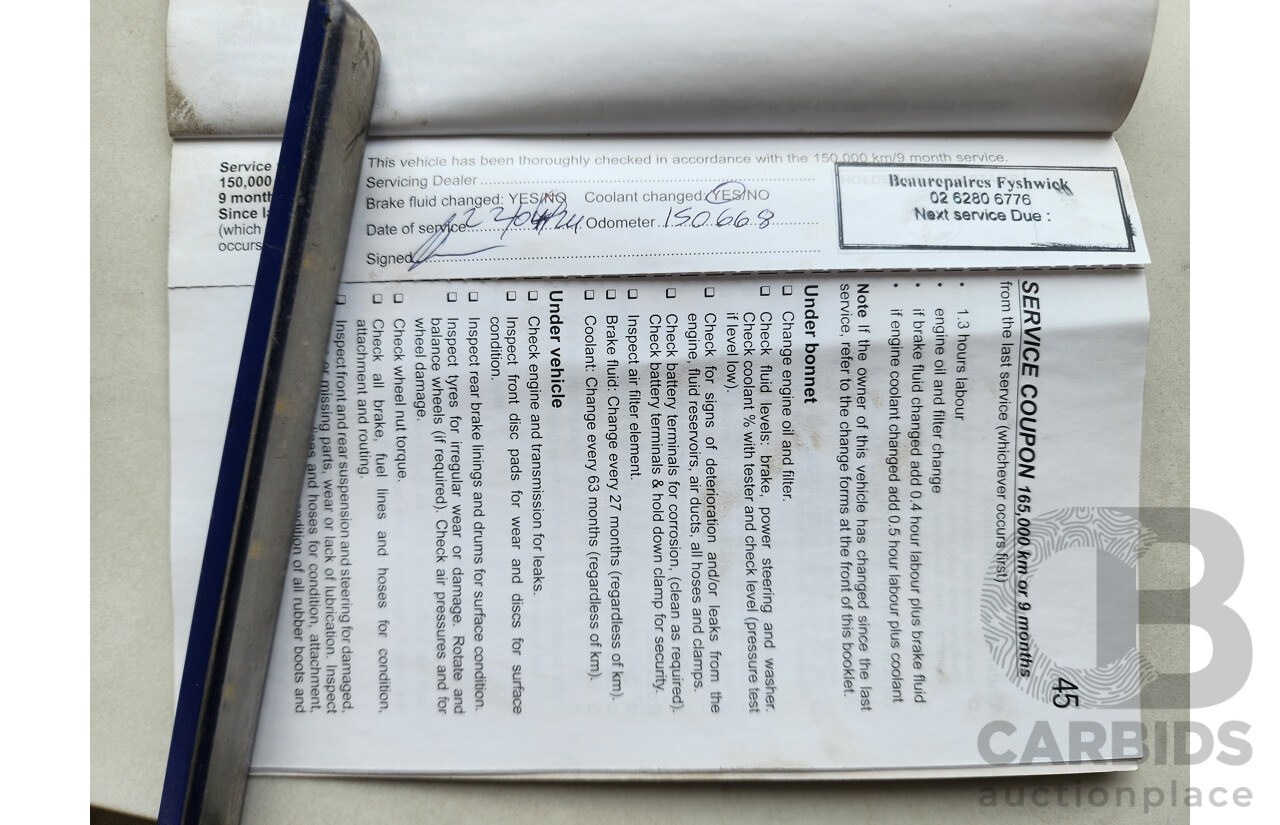 Service
150,000
9 month
Since l
(which
occurs
This vehicle has been thoroughly checked in accordance with the 150,000 km/9 month service.
Servicing Dealer
Brake fluid changed: YES/NO Coolant changed: YES/NO
Date of service 22/04/24 Odometer 150668
Signed
Beaurepaires Fyshwick
02 6280 6776
Next service Due :
45
SERVICE COUPON 165,000 km or 9 months
from the last service (whichever occurs first)
• 1.3 hours labour
• engine oil and filter change
• if brake fluid changed add 0.4 hour labour plus brake fluid
• if engine coolant changed add 0.5 hour labour plus coolant
Note If the owner of this vehicle has changed since the last
service, refer to the change forms at the front of this booklet.
Under bonnet
❑ Change engine oil and filter.
❑ Check fluid levels: brake, power steering and washer.
Check coolant % with tester and check level (pressure test
if level low).
❑ Check for signs of deterioration and/or leaks from the
engine, fluid reservoirs, air ducts, all hoses and clamps.
❑ Check battery terminals for corrosion, (clean as required).
Check battery terminals & hold down clamp for security.
❑ Inspect air filter element.
❑ Brake fluid: Change every 27 months (regardless of km).
❑ Coolant: Change every 63 months (regardless of km).
Under vehicle
❑ Check engine and transmission for leaks.
❑ Inspect front disc pads for wear and discs for surface
condition.
❑ Inspect rear brake linings and drums for surface condition.
❑ Inspect tyres for irregular wear or damage. Rotate and
balance wheels (if required). Check air pressures and for
wheel damage.
❑ Check wheel nut torque.
❑ Check all brake, fuel lines and hoses for condition,
attachment and routing.
❑ Inspect front and rear suspension and steering for damaged,
or missing parts, wear or lack of lubrication. Inspect
lines and hoses for condition, attachment,
condition of all rubber boots and
CARBIDS
auctionplace